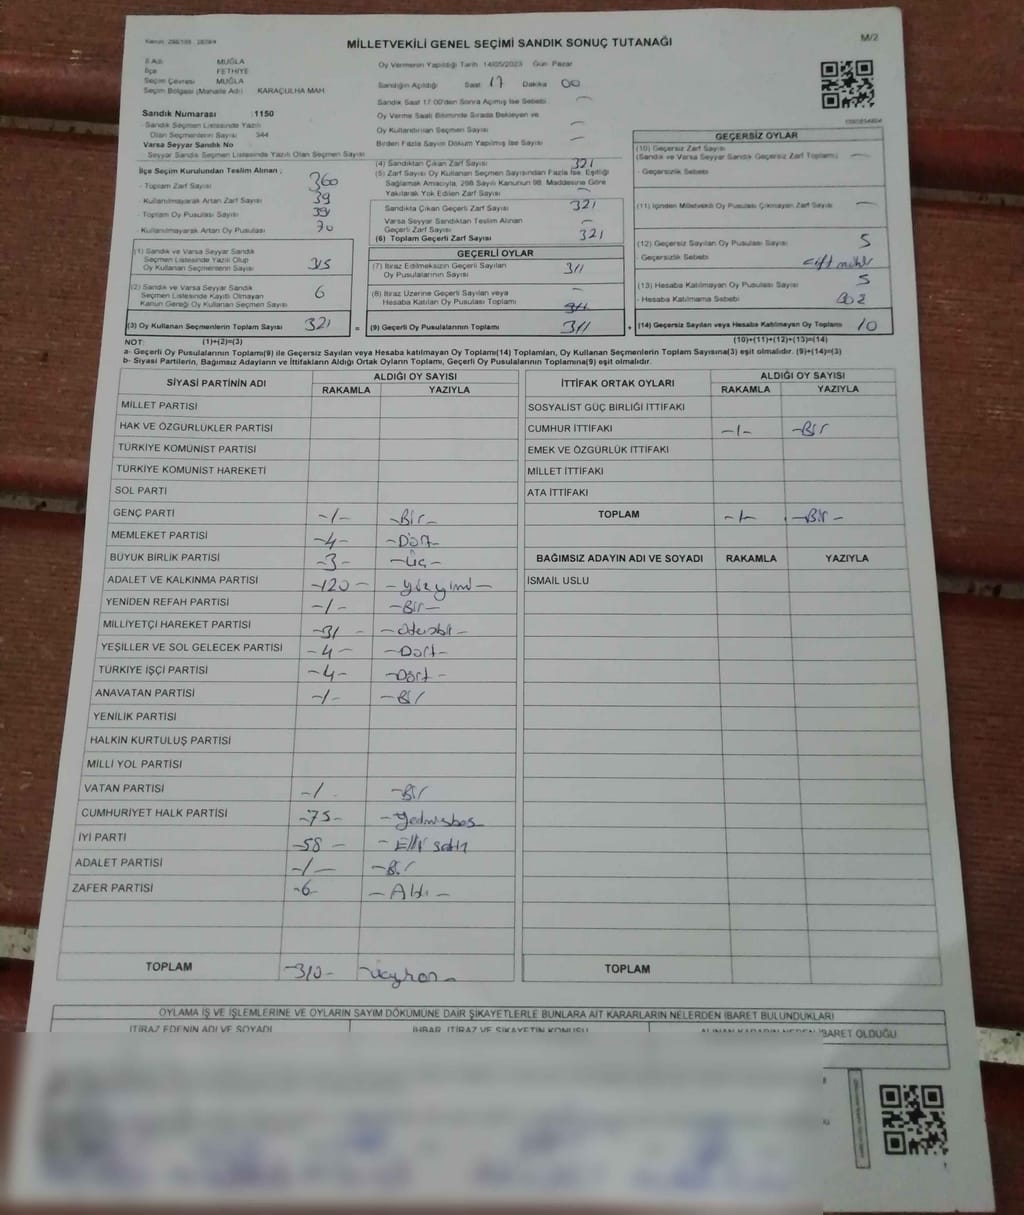 MİLLETVEKİLİ GENEL SEÇİMİ SANDIK SONUÇ TUTANAĞI
M/2
İl Adı MUĞLA
İlçe FETHİYE
Seçim Çevresi MUĞLA
Seçim Bölgesi (Mahalle Adı) KARAÇULHA MAH
Sandık Numarası :1150
Sandık Seçmen Listesinde Yazılı
Olan Seçmenlerin Sayısı 344
Varsa Seyyar Sandık No
Seyyar Sandık Seçmen Listesinde Yazılı Olan Seçmen Sayısı
İlçe Seçim Kurulundan Teslim Alınan ;
- Toplam Zarf Sayısı 360
- Kullanılmayarak Artan Zarf Sayısı 39
- Toplam Oy Pusulası Sayısı
- Kullanılmayarak Artan Oy Pusulası 70
(1) Sandık ve Varsa Seyyar Sandık
Seçmen Listesinde Yazılı Olup
Oy Kullanan Seçmenlerin Sayısı 315
(2) Sandık ve Varsa Seyyar Sandık
Seçmen Listesinde Kayıtlı Olmayan
Kanun Gereği Oy Kullanan Seçmen Sayısı 6
(3) Oy Kullanan Seçmenlerin Toplam Sayısı 321 =
Oy Vermenin Yapıldığı Tarih 14/05/2023 Gün Pazar
Sandığın Açıldığı Saat 17 Dakika 00
Sandık Saat 17.00'den Sonra Açılmış İse Sebebi —
Oy Verme Saati Bitiminde Sırada Bekleyen ve
Oy Kullandırılan Seçmen Sayısı —
Birden Fazla Sayım Döküm Yapılmış İse Sayısı —
(4) Sandıktan Çıkan Zarf Sayısı 321
(5) Zarf Sayısı Oy Kullanan Seçmen Sayısından Fazla İse, Eşitliği
Sağlamak Amacıyla, 298 Sayılı Kanunun 98. Maddesine Göre
Yakılarak Yok Edilen Zarf Sayısı —
Sandıkta Çıkan Geçerli Zarf Sayısı 321
Varsa Seyyar Sandıktan Teslim Alınan
Geçerli Zarf Sayısı —
(6) Toplam Geçerli Zarf Sayısı 321
GEÇERLİ OYLAR
(7) İtiraz Edilmeksizin Geçerli Sayılan
Oy Pusulalarının Sayısı 311
(8) İtiraz Üzerine Geçerli Sayılan veya
Hesaba Katılan Oy Pusulası Toplamı —
(9) Geçerli Oy Pusulalarının Toplamı 311 +
GEÇERSİZ OYLAR
(10) Geçersiz Zarf Sayısı
(Sandık ve Varsa Seyyar Sandık Geçersiz Zarf Toplamı) —
- Geçersizlik Sebebi
(11) İçinden Milletvekili Oy Pusulası Çıkmayan Zarf Sayısı —
(12) Geçersiz Sayılan Oy Pusulası Sayısı 5
- Geçersizlik Sebebi çift mühür
(13) Hesaba Katılmayan Oy Pusulası Sayısı 5
- Hesaba Katılmama Sebebi
(14) Geçersiz Sayılan veya Hesaba Katılmayan Oy Toplamı 10
NOT: (1)+(2)=(3)
(10)+(11)+(12)+(13)=(14)
a- Geçerli Oy Pusulalarının Toplamı(9) ile Geçersiz Sayılan veya Hesaba katılmayan Oy Toplamı(14) Toplamları, Oy Kullanan Seçmenlerin Toplam Sayısına(3) eşit olmalıdır. (9)+(14)=(3)
b- Siyasi Partilerin, Bağımsız Adayların ve İttifakların Aldığı Ortak Oyların Toplamı, Geçerli Oy Pusulalarının Toplamına(9) eşit olmalıdır.
SİYASİ PARTİNİN ADI ALDIĞI OY SAYISI
RAKAMLA YAZIYLA
MİLLET PARTİSİ
HAK VE ÖZGÜRLÜKLER PARTİSİ
TÜRKİYE KOMÜNİST PARTİSİ
TÜRKİYE KOMÜNİST HAREKETİ
SOL PARTİ
GENÇ PARTİ -1- -Bir-
MEMLEKET PARTİSİ -4- -Dört-
BÜYÜK BİRLİK PARTİSİ -3- -Üç-
ADALET VE KALKINMA PARTİSİ -120- -yüzyirmi-
YENİDEN REFAH PARTİSİ -1- -Bir-
MİLLİYETÇİ HAREKET PARTİSİ -31- -otuzbir-
YEŞİLLER VE SOL GELECEK PARTİSİ -4- -Dört-
TÜRKİYE İŞÇİ PARTİSİ -4- -Dört-
ANAVATAN PARTİSİ -1- -Bir
YENİLİK PARTİSİ
HALKIN KURTULUŞ PARTİSİ
MİLLİ YOL PARTİSİ
VATAN PARTİSİ -1- -Bir
CUMHURİYET HALK PARTİSİ -75- -yetmişbeş
İYİ PARTİ -58- -Elli sekiz
ADALET PARTİSİ -1- -Bir
ZAFER PARTİSİ -6- -Altı-
TOPLAM -310- -üçyüzon-
İTTİFAK ORTAK OYLARI ALDIĞI OY SAYISI
RAKAMLA YAZIYLA
SOSYALİST GÜÇ BİRLİĞİ İTTİFAKI
CUMHUR İTTİFAKI -1- -Bir
EMEK VE ÖZGÜRLÜK İTTİFAKI
MİLLET İTTİFAKI
ATA İTTİFAKI
TOPLAM -1- -Bir-
BAĞIMSIZ ADAYIN ADI VE SOYADI RAKAMLA YAZIYLA
İSMAİL USLU
TOPLAM
OYLAMA İŞ VE İŞLEMLERİNE VE OYLARIN SAYIM DÖKÜMÜNE DAİR ŞİKAYETLERLE BUNLARA AİT KARARLARIN NELERDEN İBARET BULUNDUKLARI
İTİRAZ EDENİN ADI VE SOYADI İHBAR, İTİRAZ VE ŞİKAYETİN KONUSU ALINAN KARARIN NEDEN İBARET OLDUĞU